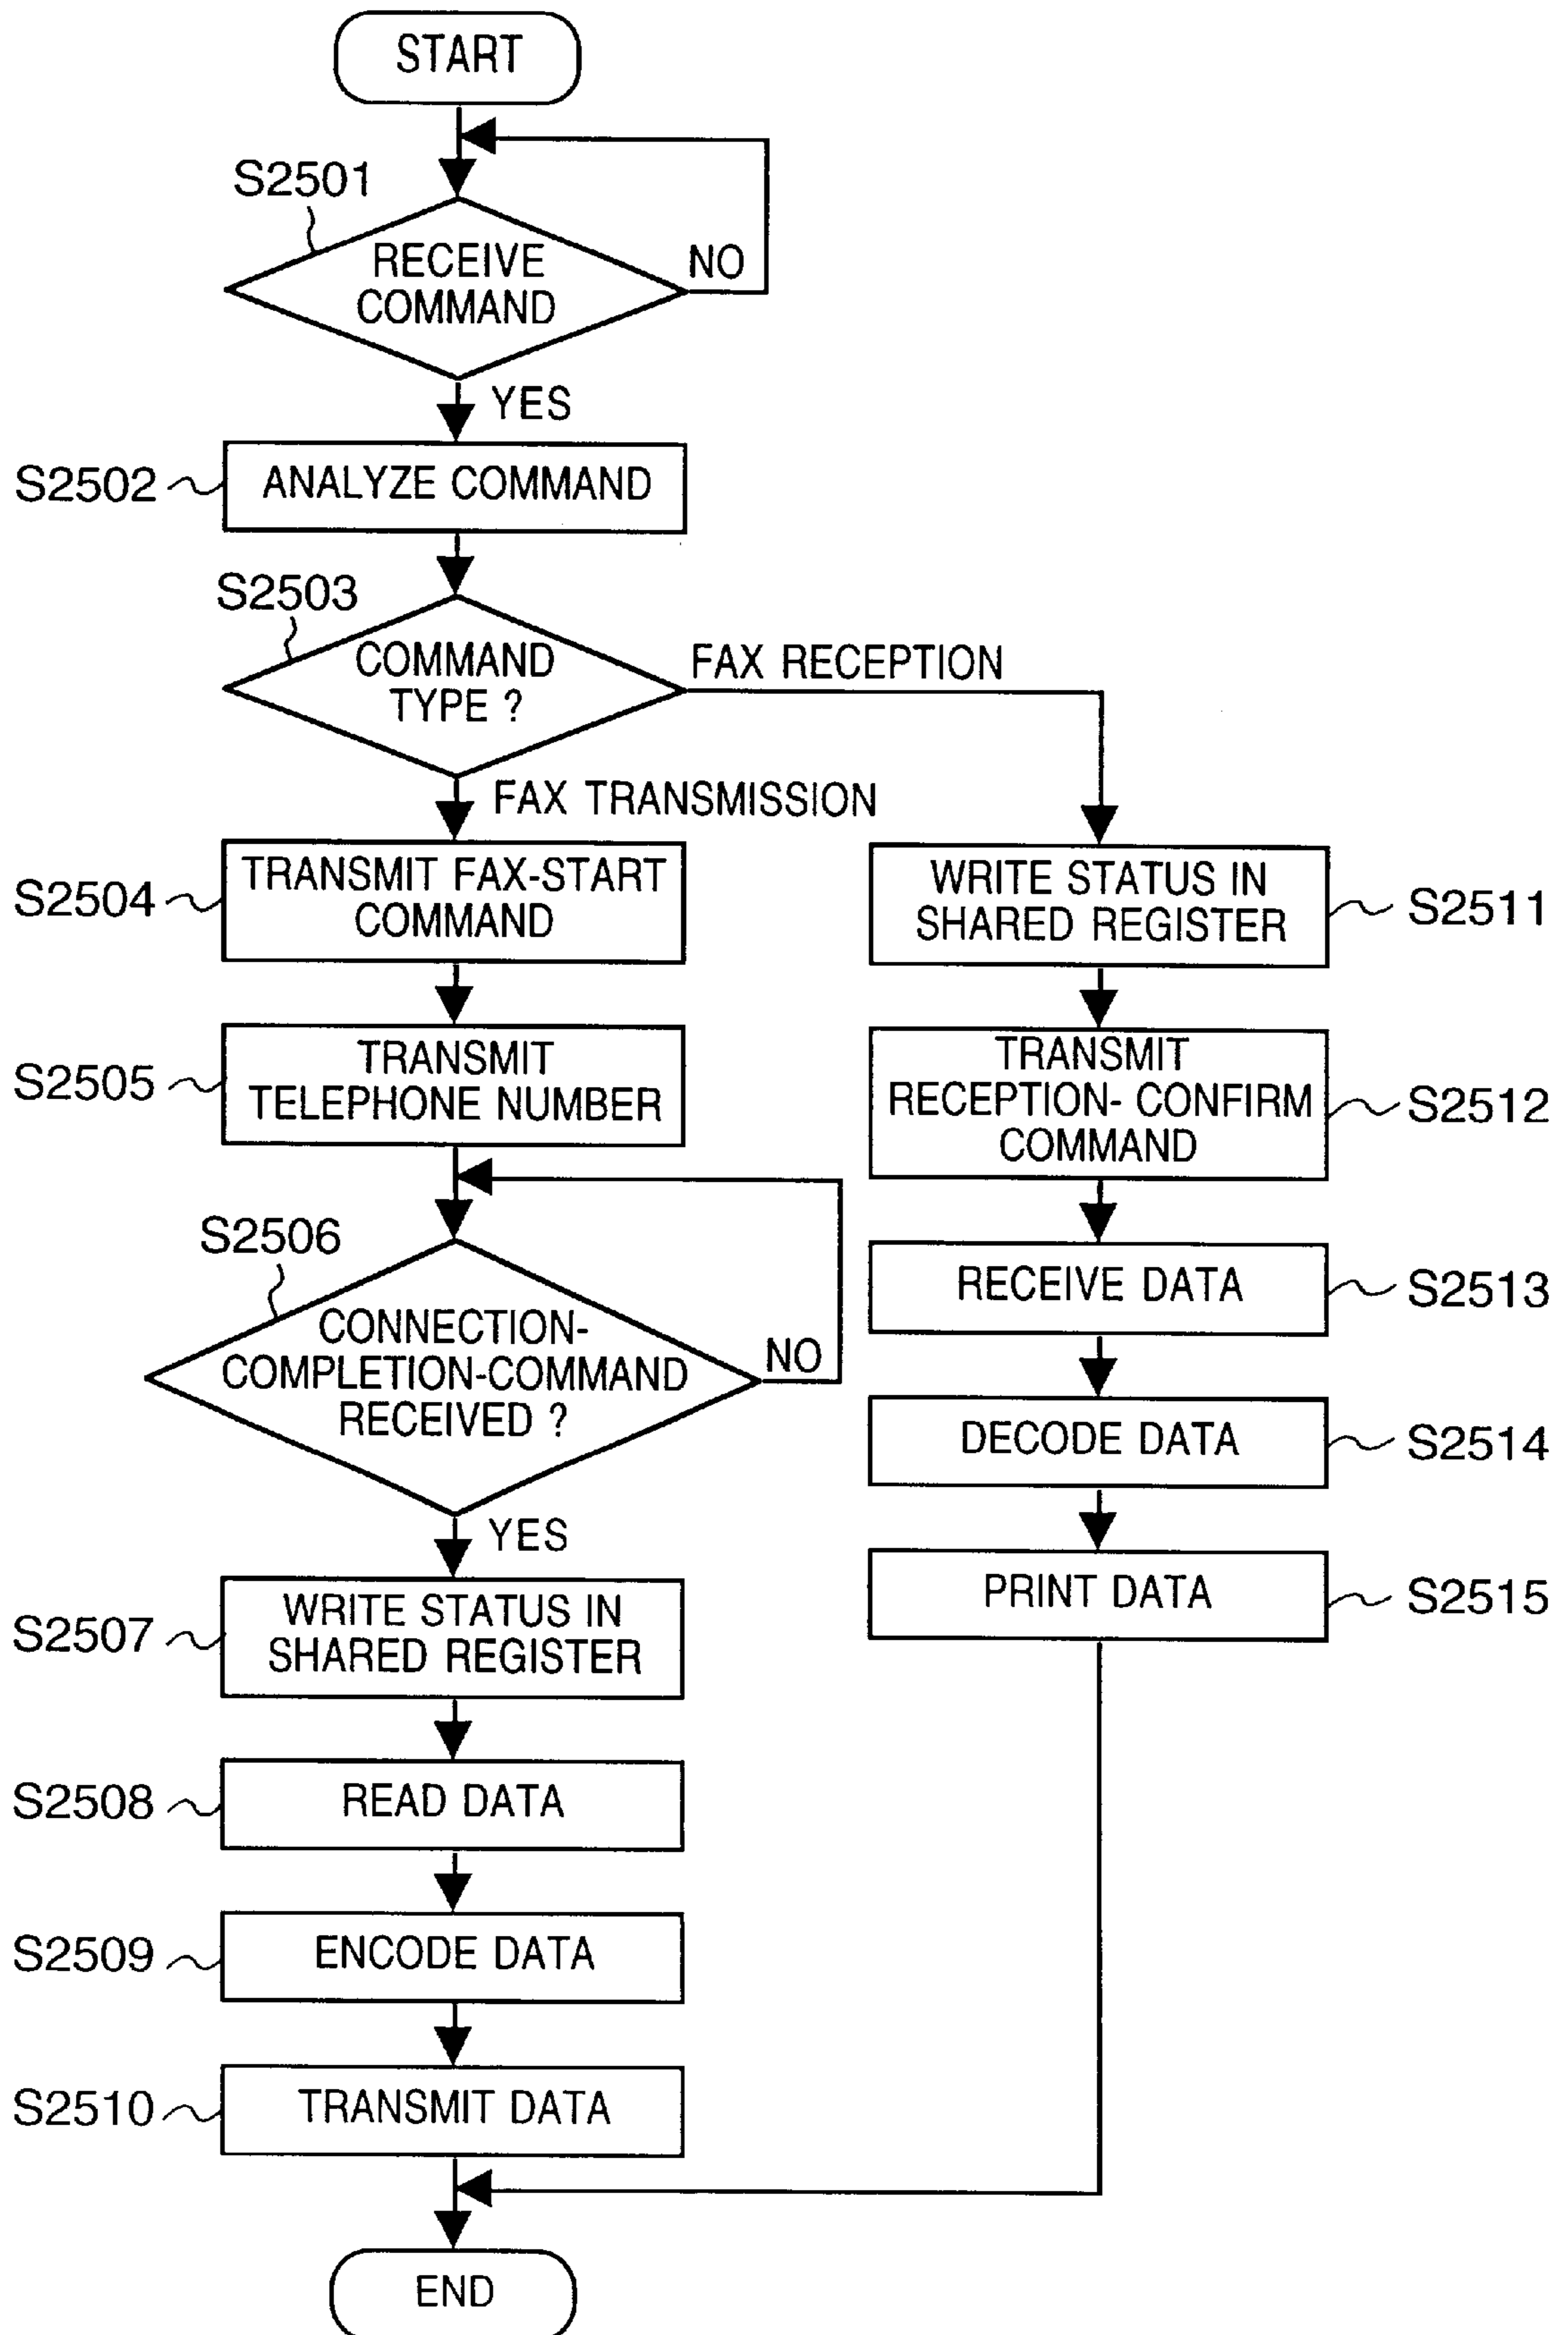 START
S2501
RECEIVE
COMMAND
NO
YES
S2502
ANALYZE COMMAND
S2503
COMMAND
TYPE ?
FAX RECEPTION
FAX TRANSMISSION
S2504
TRANSMIT FAX-START
COMMAND
S2505
TRANSMIT
TELEPHONE NUMBER
S2506
CONNECTION-
COMPLETION-COMMAND
RECEIVED ?
NO
YES
S2507
WRITE STATUS IN
SHARED REGISTER
S2508
READ DATA
S2509
ENCODE DATA
S2510
TRANSMIT DATA
WRITE STATUS IN
SHARED REGISTER
S2511
TRANSMIT
RECEPTION- CONFIRM
COMMAND
S2512
RECEIVE DATA
S2513
DECODE DATA
S2514
PRINT DATA
S2515
END